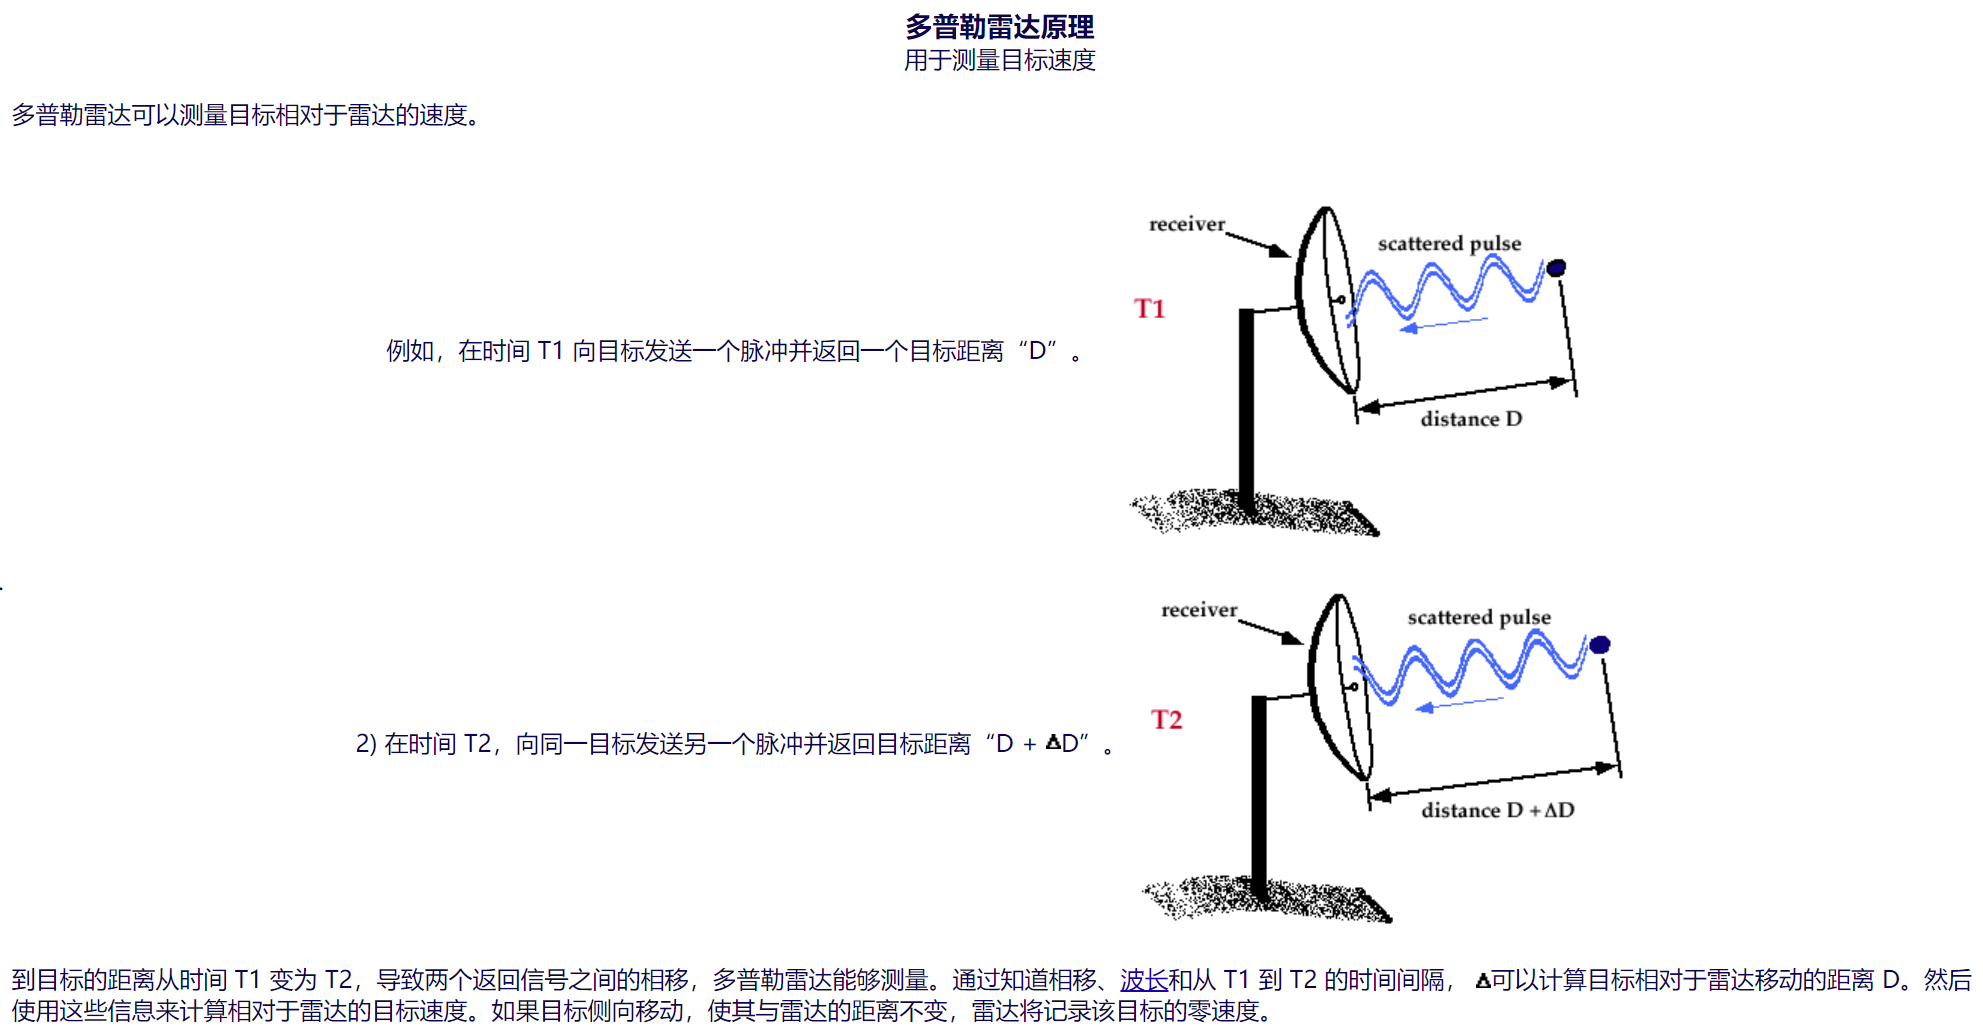 多普勒雷达原理
用于测量目标速度
多普勒雷达可以测量目标相对于雷达的速度。
receiver
scattered pulse
T1
例如，在时间 T1 向目标发送一个脉冲并返回一个目标距离“D”。
distance D
receiver
scattered pulse
T2
2) 在时间 T2，向同一目标发送另一个脉冲并返回目标距离“D + ΔD”。
distance D +ΔD
到目标的距离从时间 T1 变为 T2，导致两个返回信号之间的相移，多普勒雷达能够测量。通过知道相移、波长和从 T1 到 T2 的时间间隔， Δ可以计算目标相对于雷达移动的距离 D。然后
使用这些信息来计算相对于雷达的目标速度。如果目标侧向移动，使其与雷达的距离不变，雷达将记录该目标的零速度。